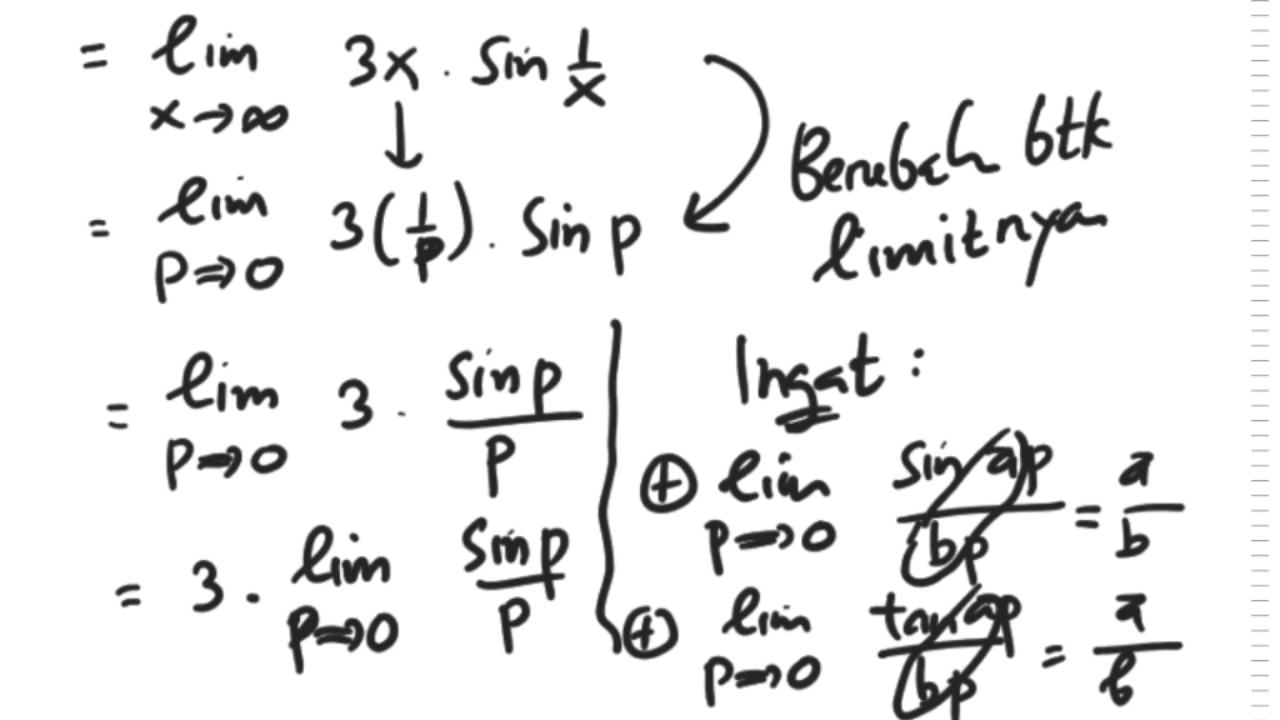 = lim x→∞ 3x . sin 1/x
Berubah btk
limitnya
= lim p→0 3(1/p) . sin p
= lim p→0 3 . sin p / p
= 3 . lim p→0 sin p / p
Ingat :
⊕ lim p→0 sin ap / bp = a/b
⊕ lim p→0 tan ap / bp = a/b